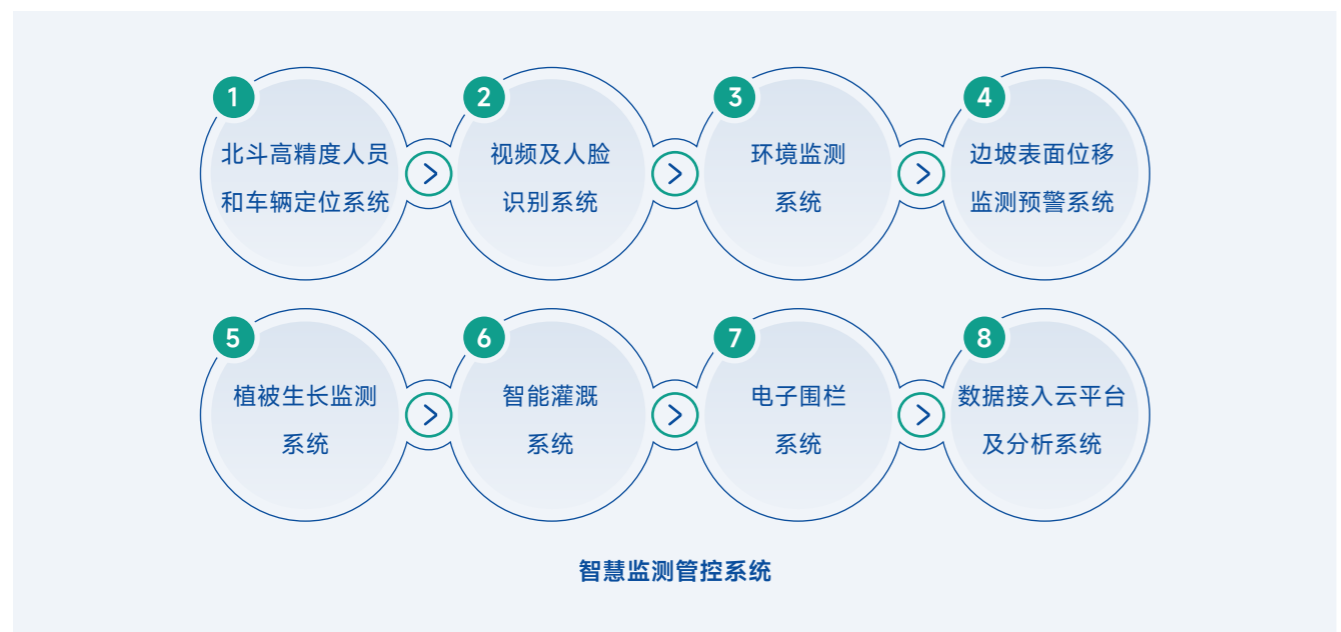 1
北斗高精度人员
和车辆定位系统
2
视频及人脸
识别系统
3
环境监测
系统
4
边坡表面位移
监测预警系统
5
植被生长监测
系统
6
智能灌溉
系统
7
电子围栏
系统
8
数据接入云平台
及分析系统
智慧监测管控系统